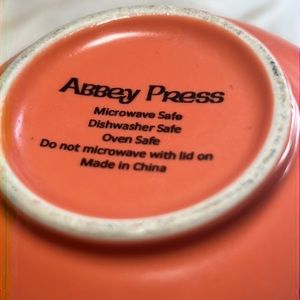 Abbey Press
Microwave Safe
Dishwasher Safe
Oven Safe
Do not microwave with lid on
Made in China